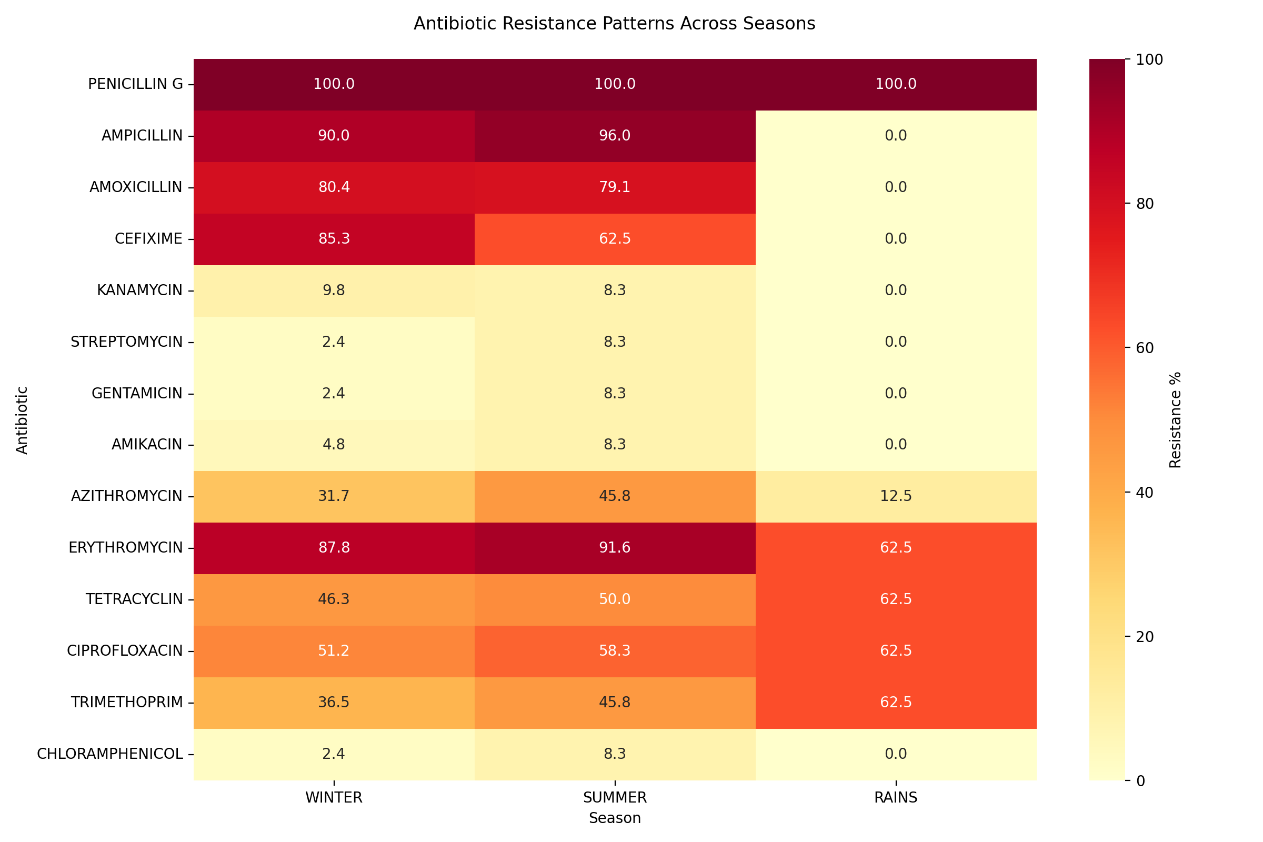 Antibiotic Resistance Patterns Across Seasons
PENICILLIN G 100.0 100.0 100.0
AMPICILLIN 90.0 96.0 0.0
AMOXICILLIN 80.4 79.1 0.0
CEFIXIME 85.3 62.5 0.0
KANAMYCIN 9.8 8.3 0.0
STREPTOMYCIN 2.4 8.3 0.0
GENTAMICIN 2.4 8.3 0.0
AMIKACIN 4.8 8.3 0.0
AZITHROMYCIN 31.7 45.8 12.5
ERYTHROMYCIN 87.8 91.6 62.5
TETRACYCLIN 46.3 50.0 62.5
CIPROFLOXACIN 51.2 58.3 62.5
TRIMETHOPRIM 36.5 45.8 62.5
CHLORAMPHENICOL 2.4 8.3 0.0
WINTER SUMMER RAINS
Season
Antibiotic
100
80
60
40
20
0
Resistance %